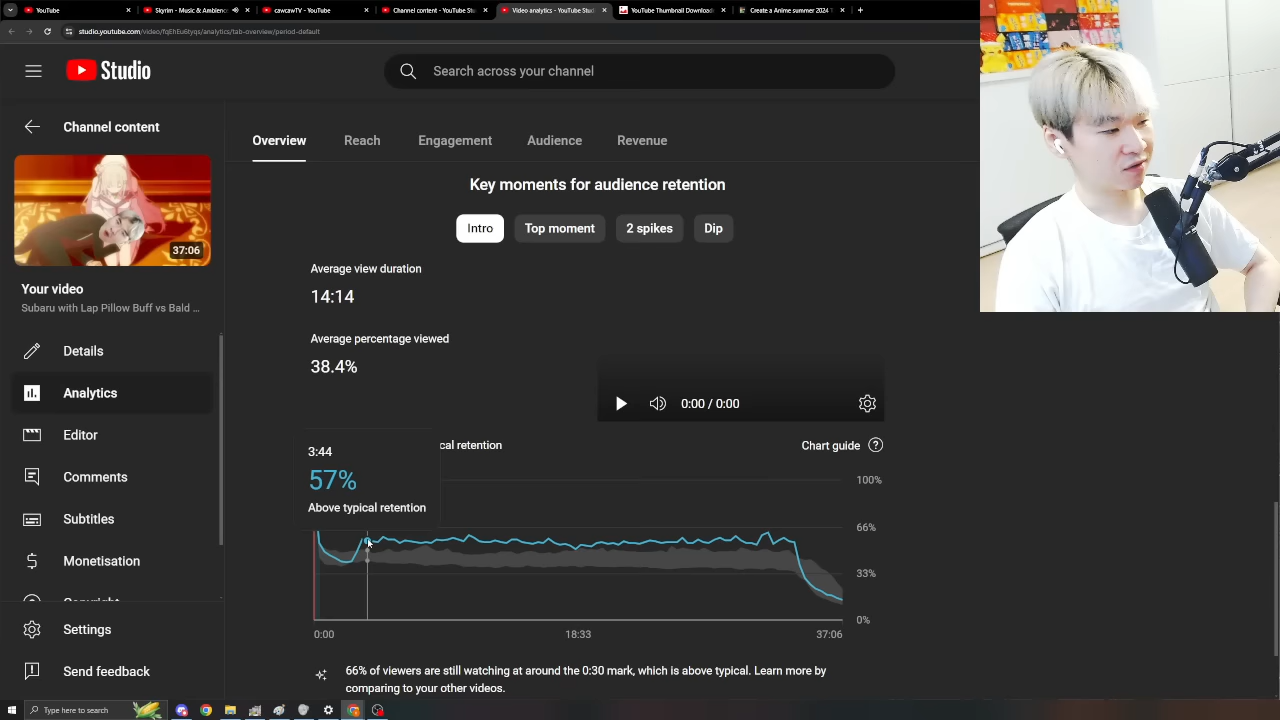 YouTube
Skyrim - Music & Ambienc
cawcawTV - YouTube
Channel content - YouTube St
Video analytics - YouTube Stud
YouTube Thumbnail Download
Create a Anime summer 2024 T
studio.youtube.com/video/fqEhEu6tyqs/analytics/tab-overview/period-default
Studio
Search across your channel
Channel content
37:06
Your video
Subaru with Lap Pillow Buff vs Bald ...
Details
Analytics
Editor
Comments
Subtitles
Monetisation
Copyright
Settings
Send feedback
Overview
Reach
Engagement
Audience
Revenue
Key moments for audience retention
Intro
Top moment
2 spikes
Dip
Average view duration
14:14
Average percentage viewed
38.4%
0:00 / 0:00
3:44
57%
Above typical retention
cal retention
Chart guide
100%
66%
33%
0%
0:00
18:33
37:06
66% of viewers are still watching at around the 0:30 mark, which is above typical. Learn more by
comparing to your other videos.
Type here to search